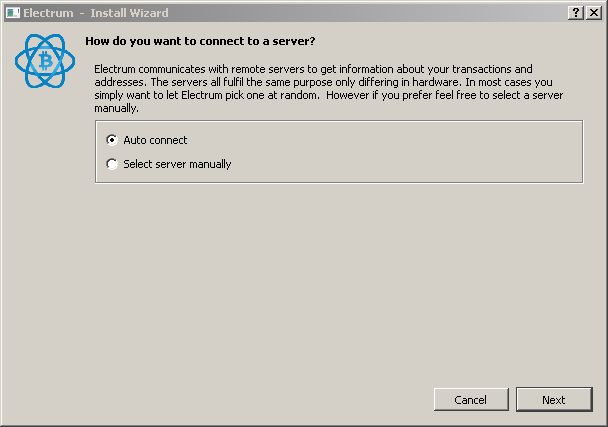 Electrum - Install Wizard
How do you want to connect to a server?
Electrum communicates with remote servers to get information about your transactions and
addresses. The servers all fulfil the same purpose only differing in hardware. In most cases you
simply want to let Electrum pick one at random.  However if you prefer feel free to select a server
manually.
Auto connect
Select server manually
Cancel
Next